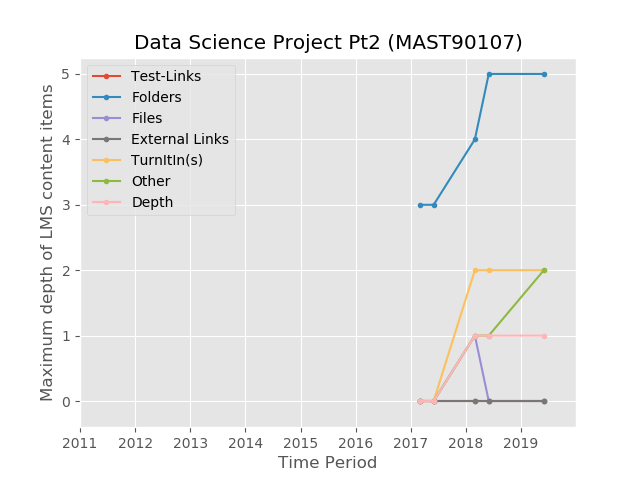 Data Science Project Pt2 (MAST90107)
Maximum depth of LMS content items
5
4
3
2
1
0
Test-Links
Folders
Files
External Links
TurnItIn(s)
Other
Depth
2011 2012 2013 2014 2015 2016 2017 2018 2019
Time Period